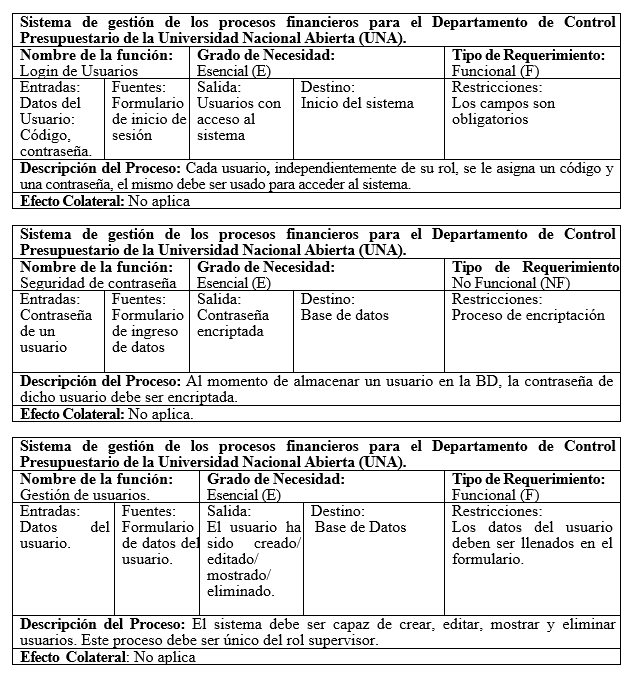 Sistema de gestión de los procesos financieros para el Departamento de Control
Presupuestario de la Universidad Nacional Abierta (UNA).
Nombre de la función:
Login de Usuarios
Grado de Necesidad:
Esencial (E)
Tipo de Requerimiento:
Funcional (F)
Entradas:
Datos del
Usuario:
Código,
contraseña.
Fuentes:
Formulario
de inicio de
sesión
Salida:
Usuarios con
acceso al
sistema
Destino:
Inicio del sistema
Restricciones:
Los campos son
obligatorios
Descripción del Proceso: Cada usuario, independientemente de su rol, se le asigna un código y
una contraseña, el mismo debe ser usado para acceder al sistema.
Efecto Colateral: No aplica
Sistema de gestión de los procesos financieros para el Departamento de Control
Presupuestario de la Universidad Nacional Abierta (UNA).
Nombre de la función:
Seguridad de contraseña
Grado de Necesidad:
Esencial (E)
Tipo de Requerimiento
No Funcional (NF)
Entradas:
Contraseña
de un
usuario
Fuentes:
Formulario
de ingreso
de datos
Salida:
Contraseña
encriptada
Destino:
Base de datos
Restricciones:
Proceso de encriptación
Descripción del Proceso: Al momento de almacenar un usuario en la BD, la contraseña de
dicho usuario debe ser encriptada.
Efecto Colateral: No aplica.
Sistema de gestión de los procesos financieros para el Departamento de Control
Presupuestario de la Universidad Nacional Abierta (UNA).
Nombre de la función:
Gestión de usuarios.
Grado de Necesidad:
Esencial (E)
Tipo de Requerimiento:
Funcional (F)
Entradas:
Datos del
usuario.
Fuentes:
Formulario
de datos del
usuario.
Salida:
El usuario ha
sido creado/
editado/
mostrado/
eliminado.
Destino:
Base de Datos
Restricciones:
Los datos del usuario
deben ser llenados en el
formulario.
Descripción del Proceso: El sistema debe ser capaz de crear, editar, mostrar y eliminar
usuarios. Este proceso debe ser único del rol supervisor.
Efecto Colateral: No aplica